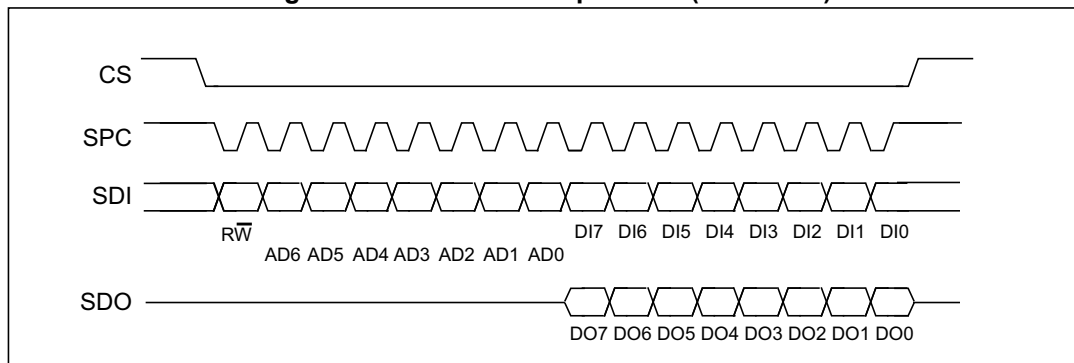 CS
SPC
SDI
RW̅ DI7 DI6 DI5 DI4 DI3 DI2 DI1 DI0
AD6 AD5 AD4 AD3 AD2 AD1 AD0
SDO
DO7 DO6 DO5 DO4 DO3 DO2 DO1 DO0